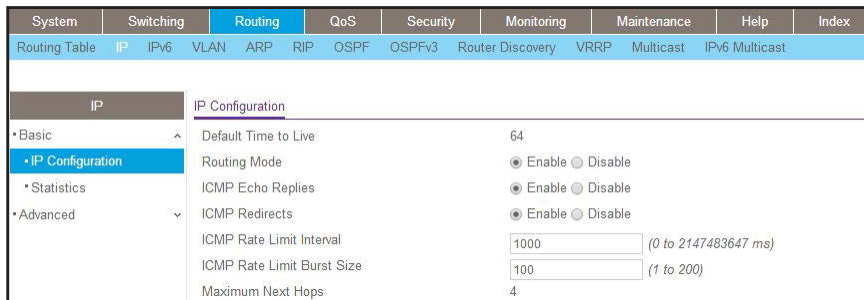 System Switching Routing QoS Security Monitoring Maintenance Help Index
Routing Table IP IPv6 VLAN ARP RIP OSPF OSPFv3 Router Discovery VRRP Multicast IPv6 Multicast
IP
Basic
IP Configuration
Statistics
Advanced
IP Configuration
Default Time to Live 64
Routing Mode Enable Disable
ICMP Echo Replies Enable Disable
ICMP Redirects Enable Disable
ICMP Rate Limit Interval 1000 (0 to 2147483647 ms)
ICMP Rate Limit Burst Size 100 (1 to 200)
Maximum Next Hops 4